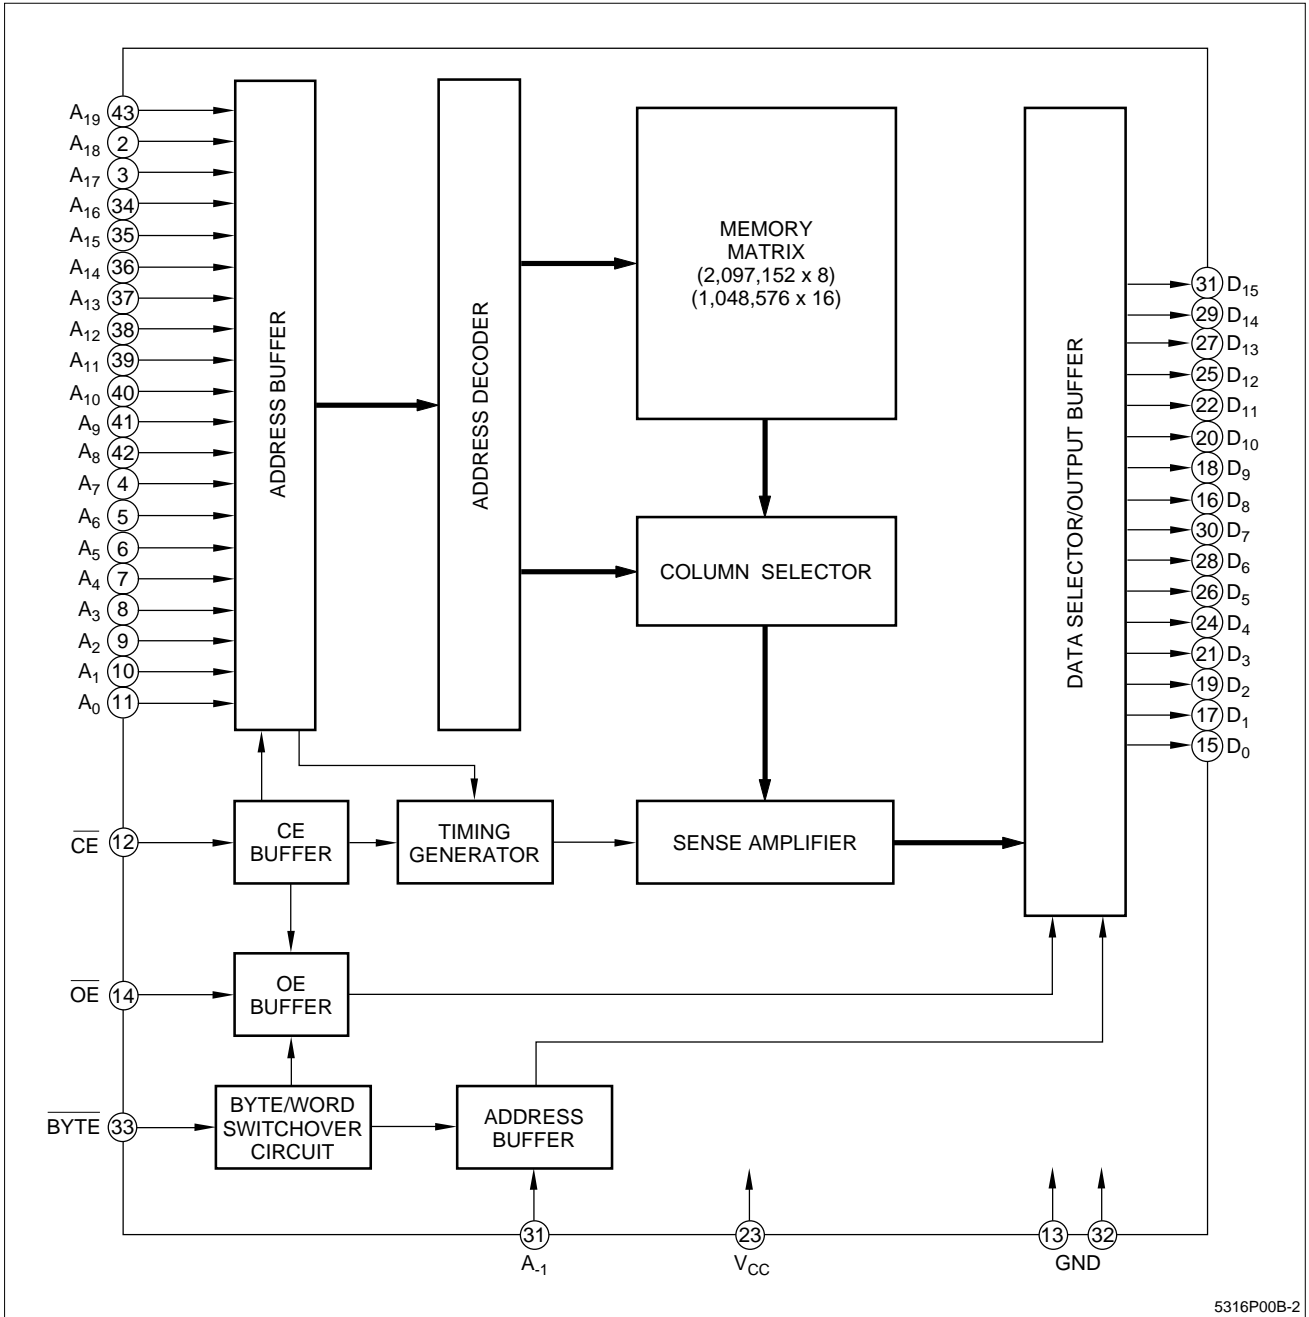 A19 43
A18 2
A17 3
A16 34
A15 35
A14 36
A13 37
A12 38
A11 39
A10 40
A9 41
A8 42
A7 4
A6 5
A5 6
A4 7
A3 8
A2 9
A1 10
A0 11
CE 12
OE 14
BYTE 33
ADDRESS BUFFER
ADDRESS DECODER
MEMORY
MATRIX
(2,097,152 x 8)
(1,048,576 x 16)
COLUMN SELECTOR
SENSE AMPLIFIER
DATA SELECTOR/OUTPUT BUFFER
CE
BUFFER
TIMING
GENERATOR
OE
BUFFER
BYTE/WORD
SWITCHOVER
CIRCUIT
ADDRESS
BUFFER
31 D15
29 D14
27 D13
25 D12
22 D11
20 D10
18 D9
16 D8
30 D7
28 D6
26 D5
24 D4
21 D3
19 D2
17 D1
15 D0
31
A-1
23
VCC
13 32
GND
5316P00B-2